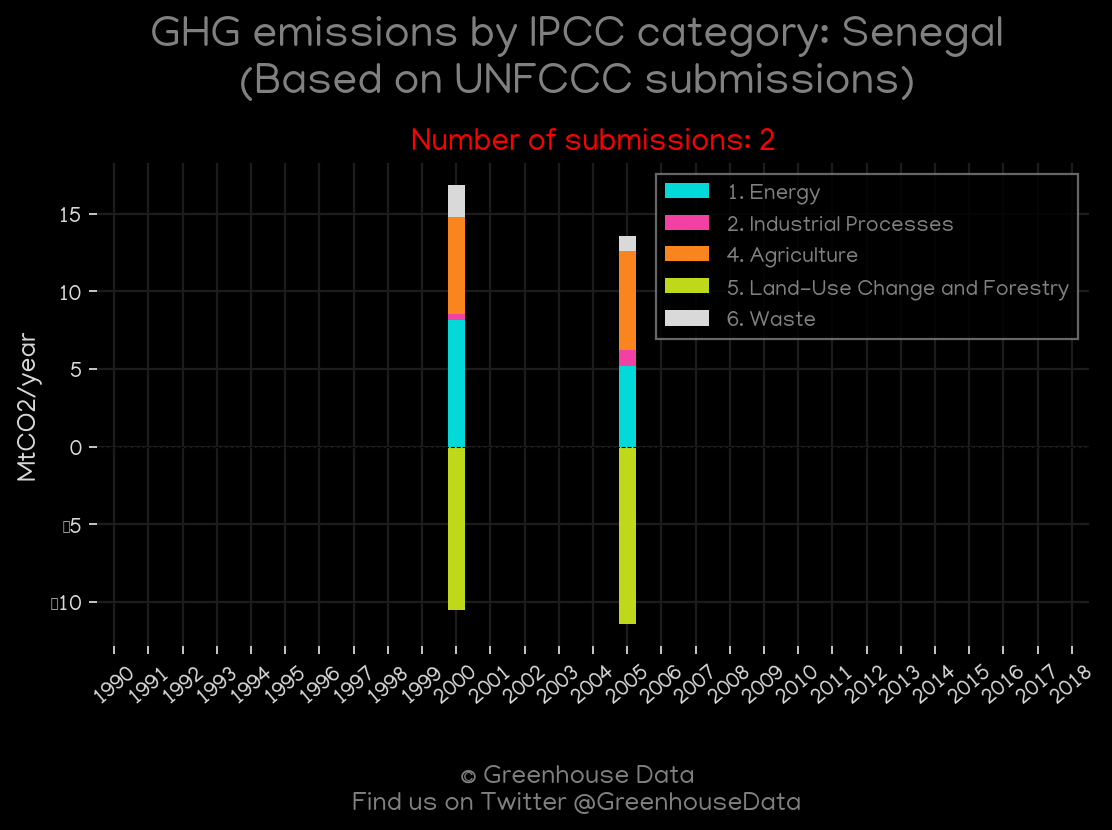 GHG emissions by IPCC category: Senegal
(Based on UNFCCC submissions)
Number of submissions: 2
1. Energy
2. Industrial Processes
4. Agriculture
5. Land-Use Change and Forestry
6. Waste
MtCO2/year
15
10
5
0
▯5
▯10
1990 1991 1992 1993 1994 1995 1996 1997 1998 1999 2000 2001 2002 2003 2004 2005 2006 2007 2008 2009 2010 2011 2012 2013 2014 2015 2016 2017 2018
© Greenhouse Data
Find us on Twitter @GreenhouseData